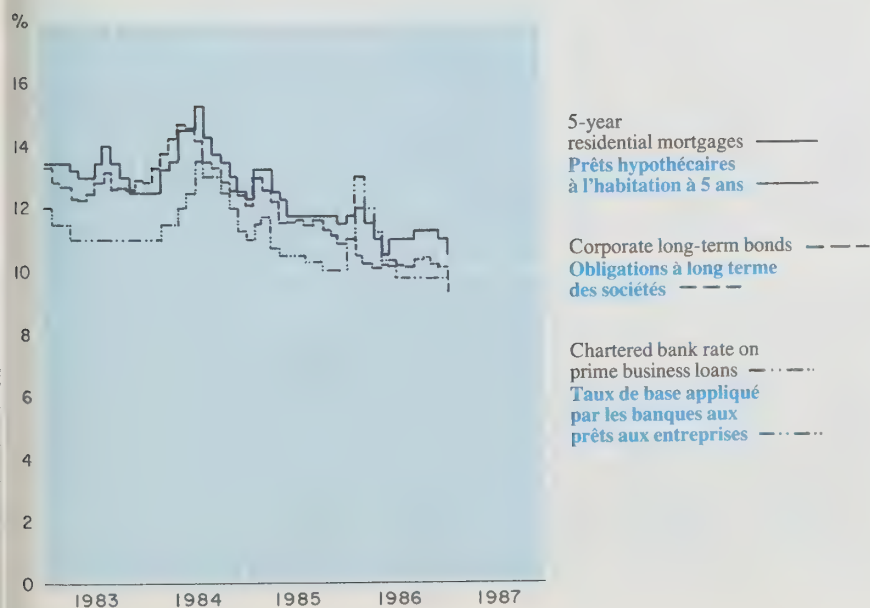 %
16
14
12
10
8
6
4
2
0
1983 1984 1985 1986 1987
5-year
residential mortgages
Prêts hypothécaires
à l'habitation à 5 ans
Corporate long-term bonds
Obligations à long terme
des sociétés
Chartered bank rate on
prime business loans
Taux de base appliqué
par les banques aux
prêts aux entreprises